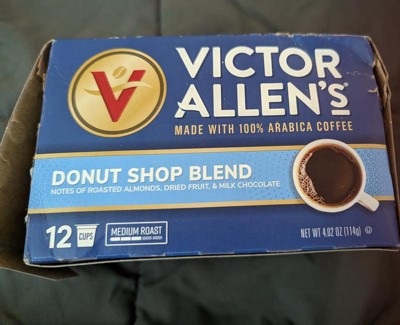 VICTOR
ALLEN'S®
MADE WITH 100% ARABICA COFFEE
DONUT SHOP BLEND
NOTES OF ROASTED ALMONDS, DRIED FRUIT, & MILK CHOCOLATE
12 CUPS
MEDIUM ROAST
NET WT 4.02 OZ (114g)